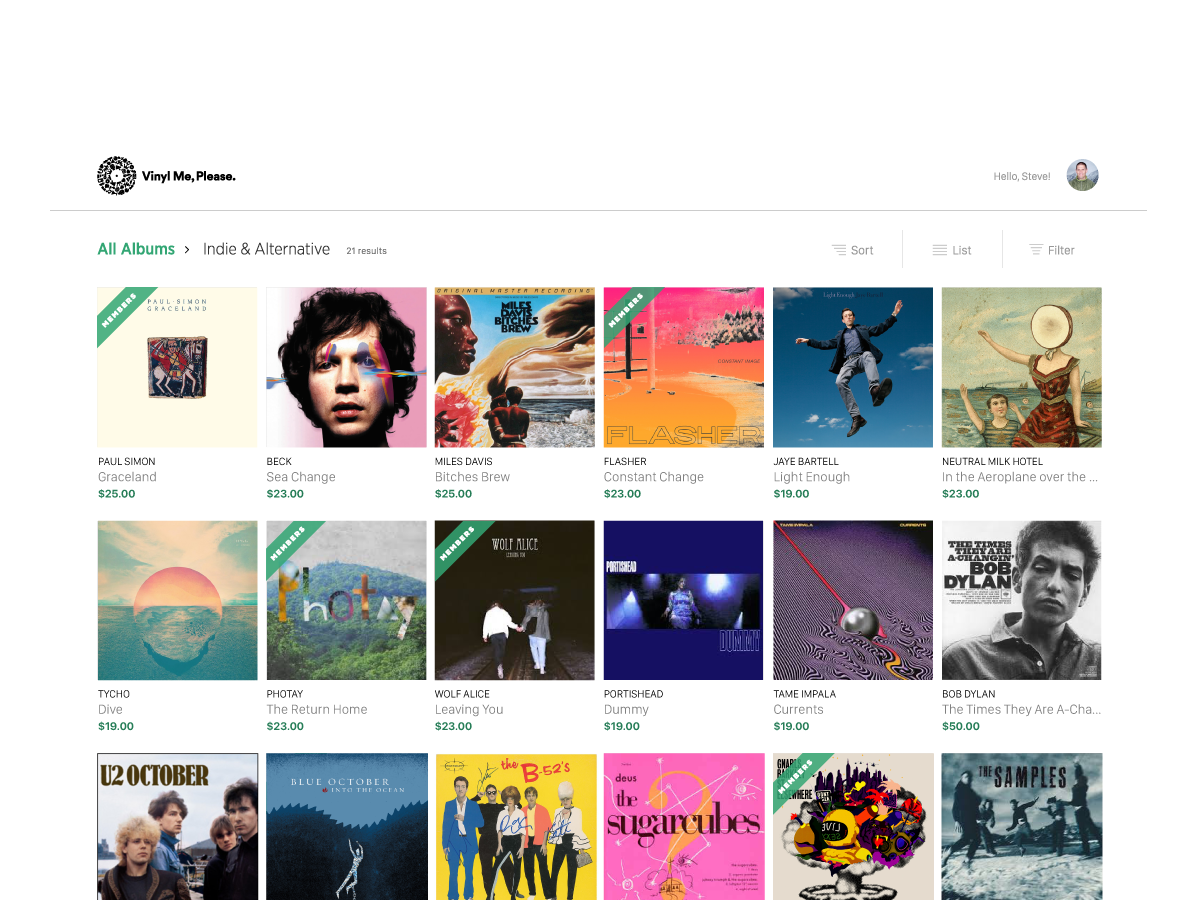 Vinyl Me, Please.
Hello, Steve!
All Albums > Indie & Alternative 21 results
Sort List Filter
MEMBERS
PAUL · SIMON
GRACELAND
ORIGINAL MASTER RECORDING
MILES
DAVIS
BITCHES
BREW
MEMBERS
CONSTANT IMAGE
FLASHER
Light Enough
PAUL SIMON
Graceland
$25.00
BECK
Sea Change
$23.00
MILES DAVIS
Bitches Brew
$25.00
FLASHER
Constant Change
$23.00
JAYE BARTELL
Light Enough
$19.00
NEUTRAL MILK HOTEL
In the Aeroplane over the ...
$23.00
MEMBERS
Photay
MEMBERS
WOLF ALICE
LEAVING YOU
PORTISHEAD
DUMMY
TAME IMPALA
CURRENTS
THE TIMES
THEY ARE
A-CHANGIN'
BOB
DYLAN
TYCHO
Dive
$19.00
PHOTAY
The Return Home
$23.00
WOLF ALICE
Leaving You
$23.00
PORTISHEAD
Dummy
$19.00
TAME IMPALA
Currents
$19.00
BOB DYLAN
The Times They Are A-Cha...
$50.00
U2 OCTOBER
BLUE OCTOBER
INTO THE OCEAN
the B-52's
deus
the
sugarcubes
MEMBERS
THE SAMPLES